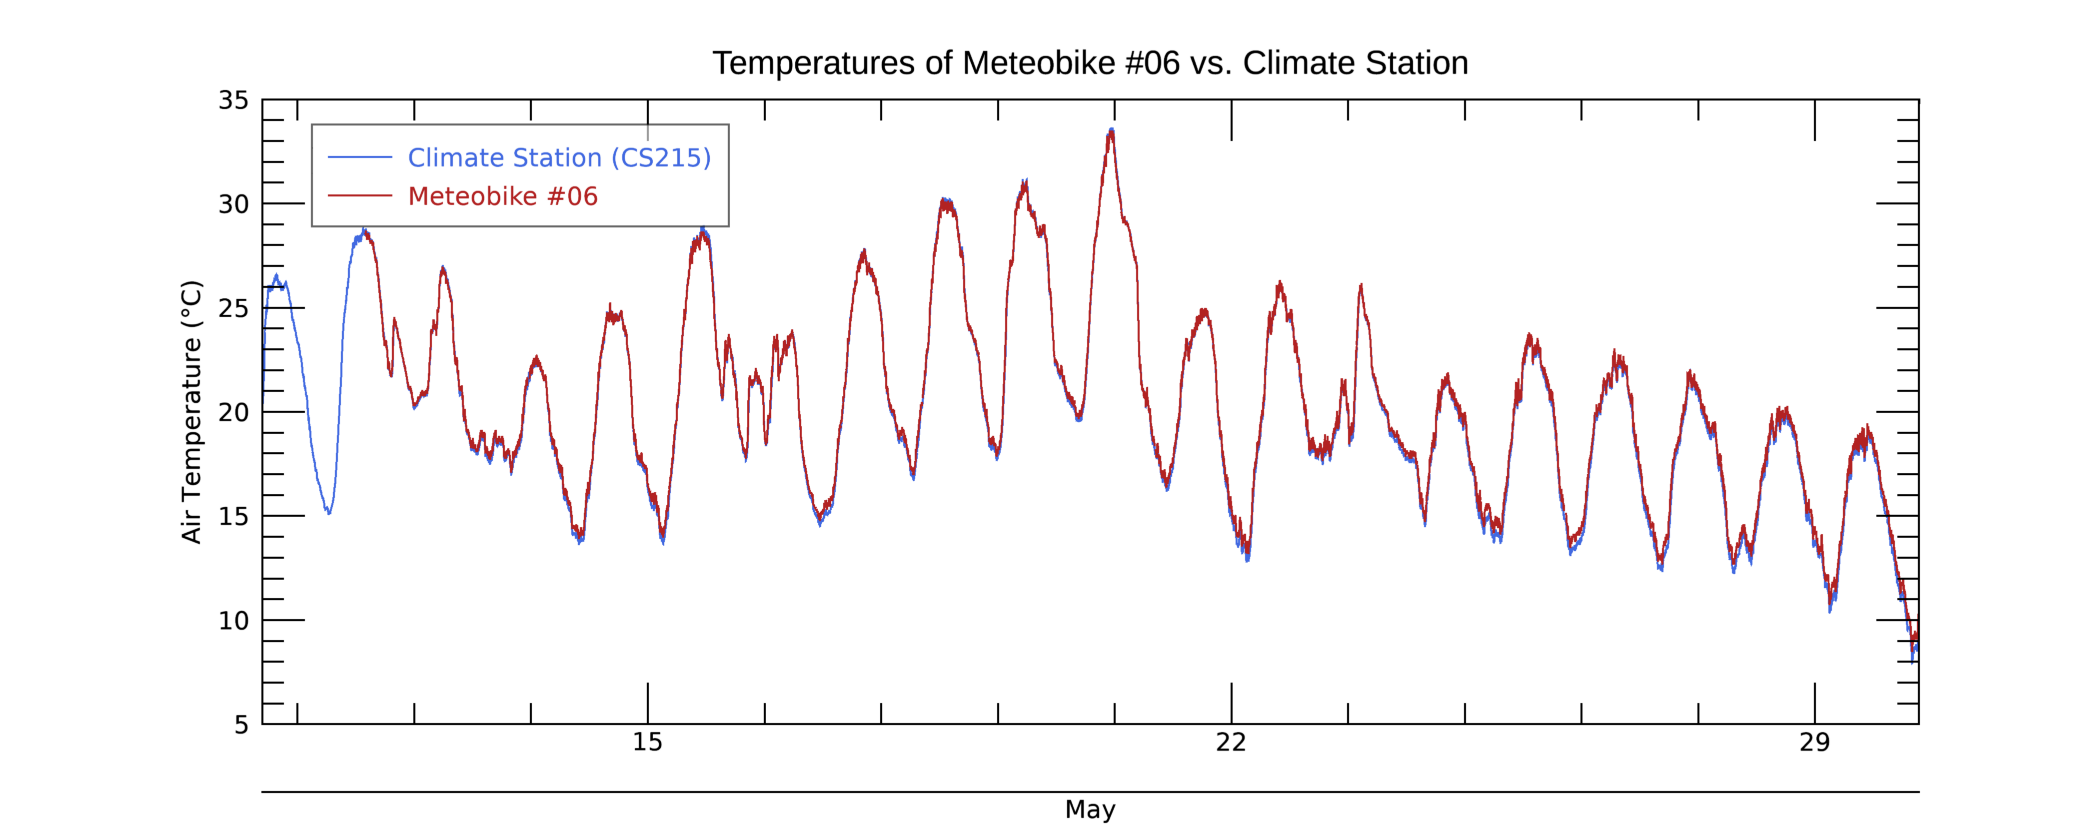 Temperatures of Meteobike #06 vs. Climate Station
35
30
25
20
15
10
5
Air Temperature (°C)
Climate Station (CS215)
Meteobike #06
15 22 29
May